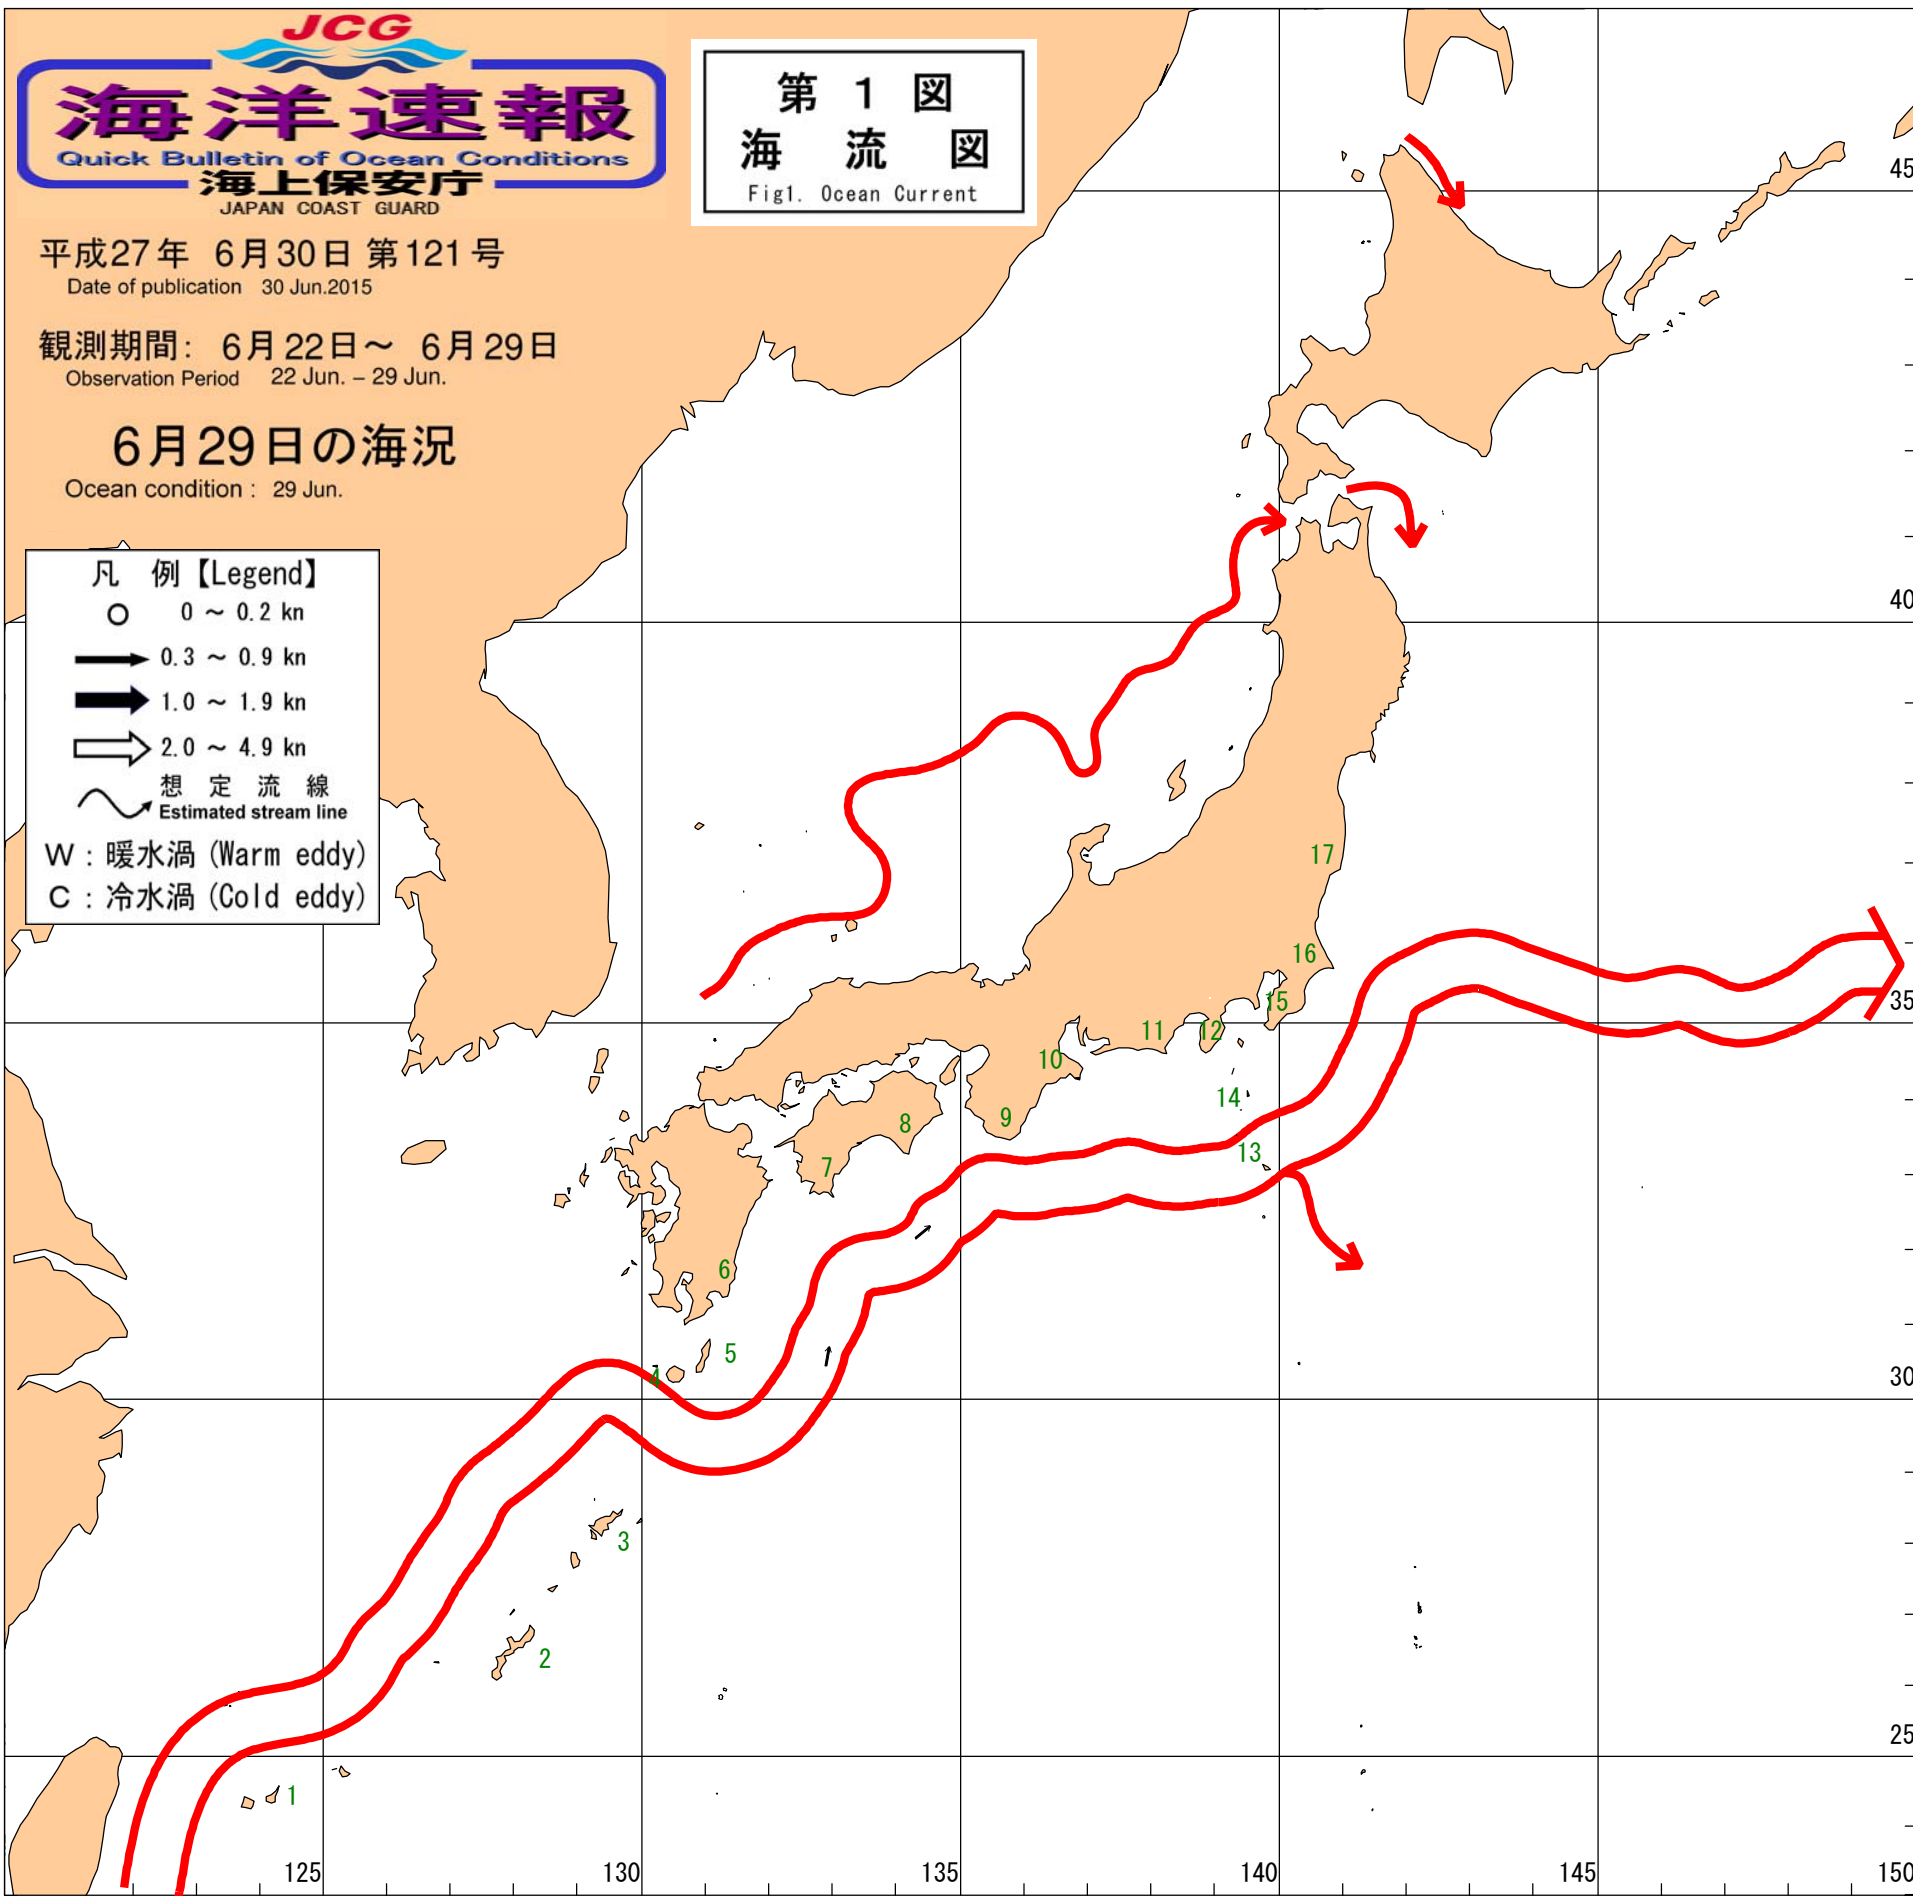 JCG
海洋速報
Quick Bulletin of Ocean Conditions
海上保安庁
JAPAN COAST GUARD
平成27年 6月30日 第121号
Date of publication 30 Jun.2015
観測期間: 6月22日～ 6月29日
Observation Period 22 Jun. – 29 Jun.
6月29日の海況
Ocean condition : 29 Jun.
第 1 図
海 流 図
Fig1. Ocean Current
凡 例【Legend】
0 ～ 0.2 kn
0.3 ～ 0.9 kn
1.0 ～ 1.9 kn
2.0 ～ 4.9 kn
想 定 流 線
Estimated stream line
W : 暖水渦 (Warm eddy)
C : 冷水渦 (Cold eddy)
45
40
35
30
25
17
16
15
12
11
10
14
13
9
8
7
6
5
4
3
2
1
125
130
135
140
145
150